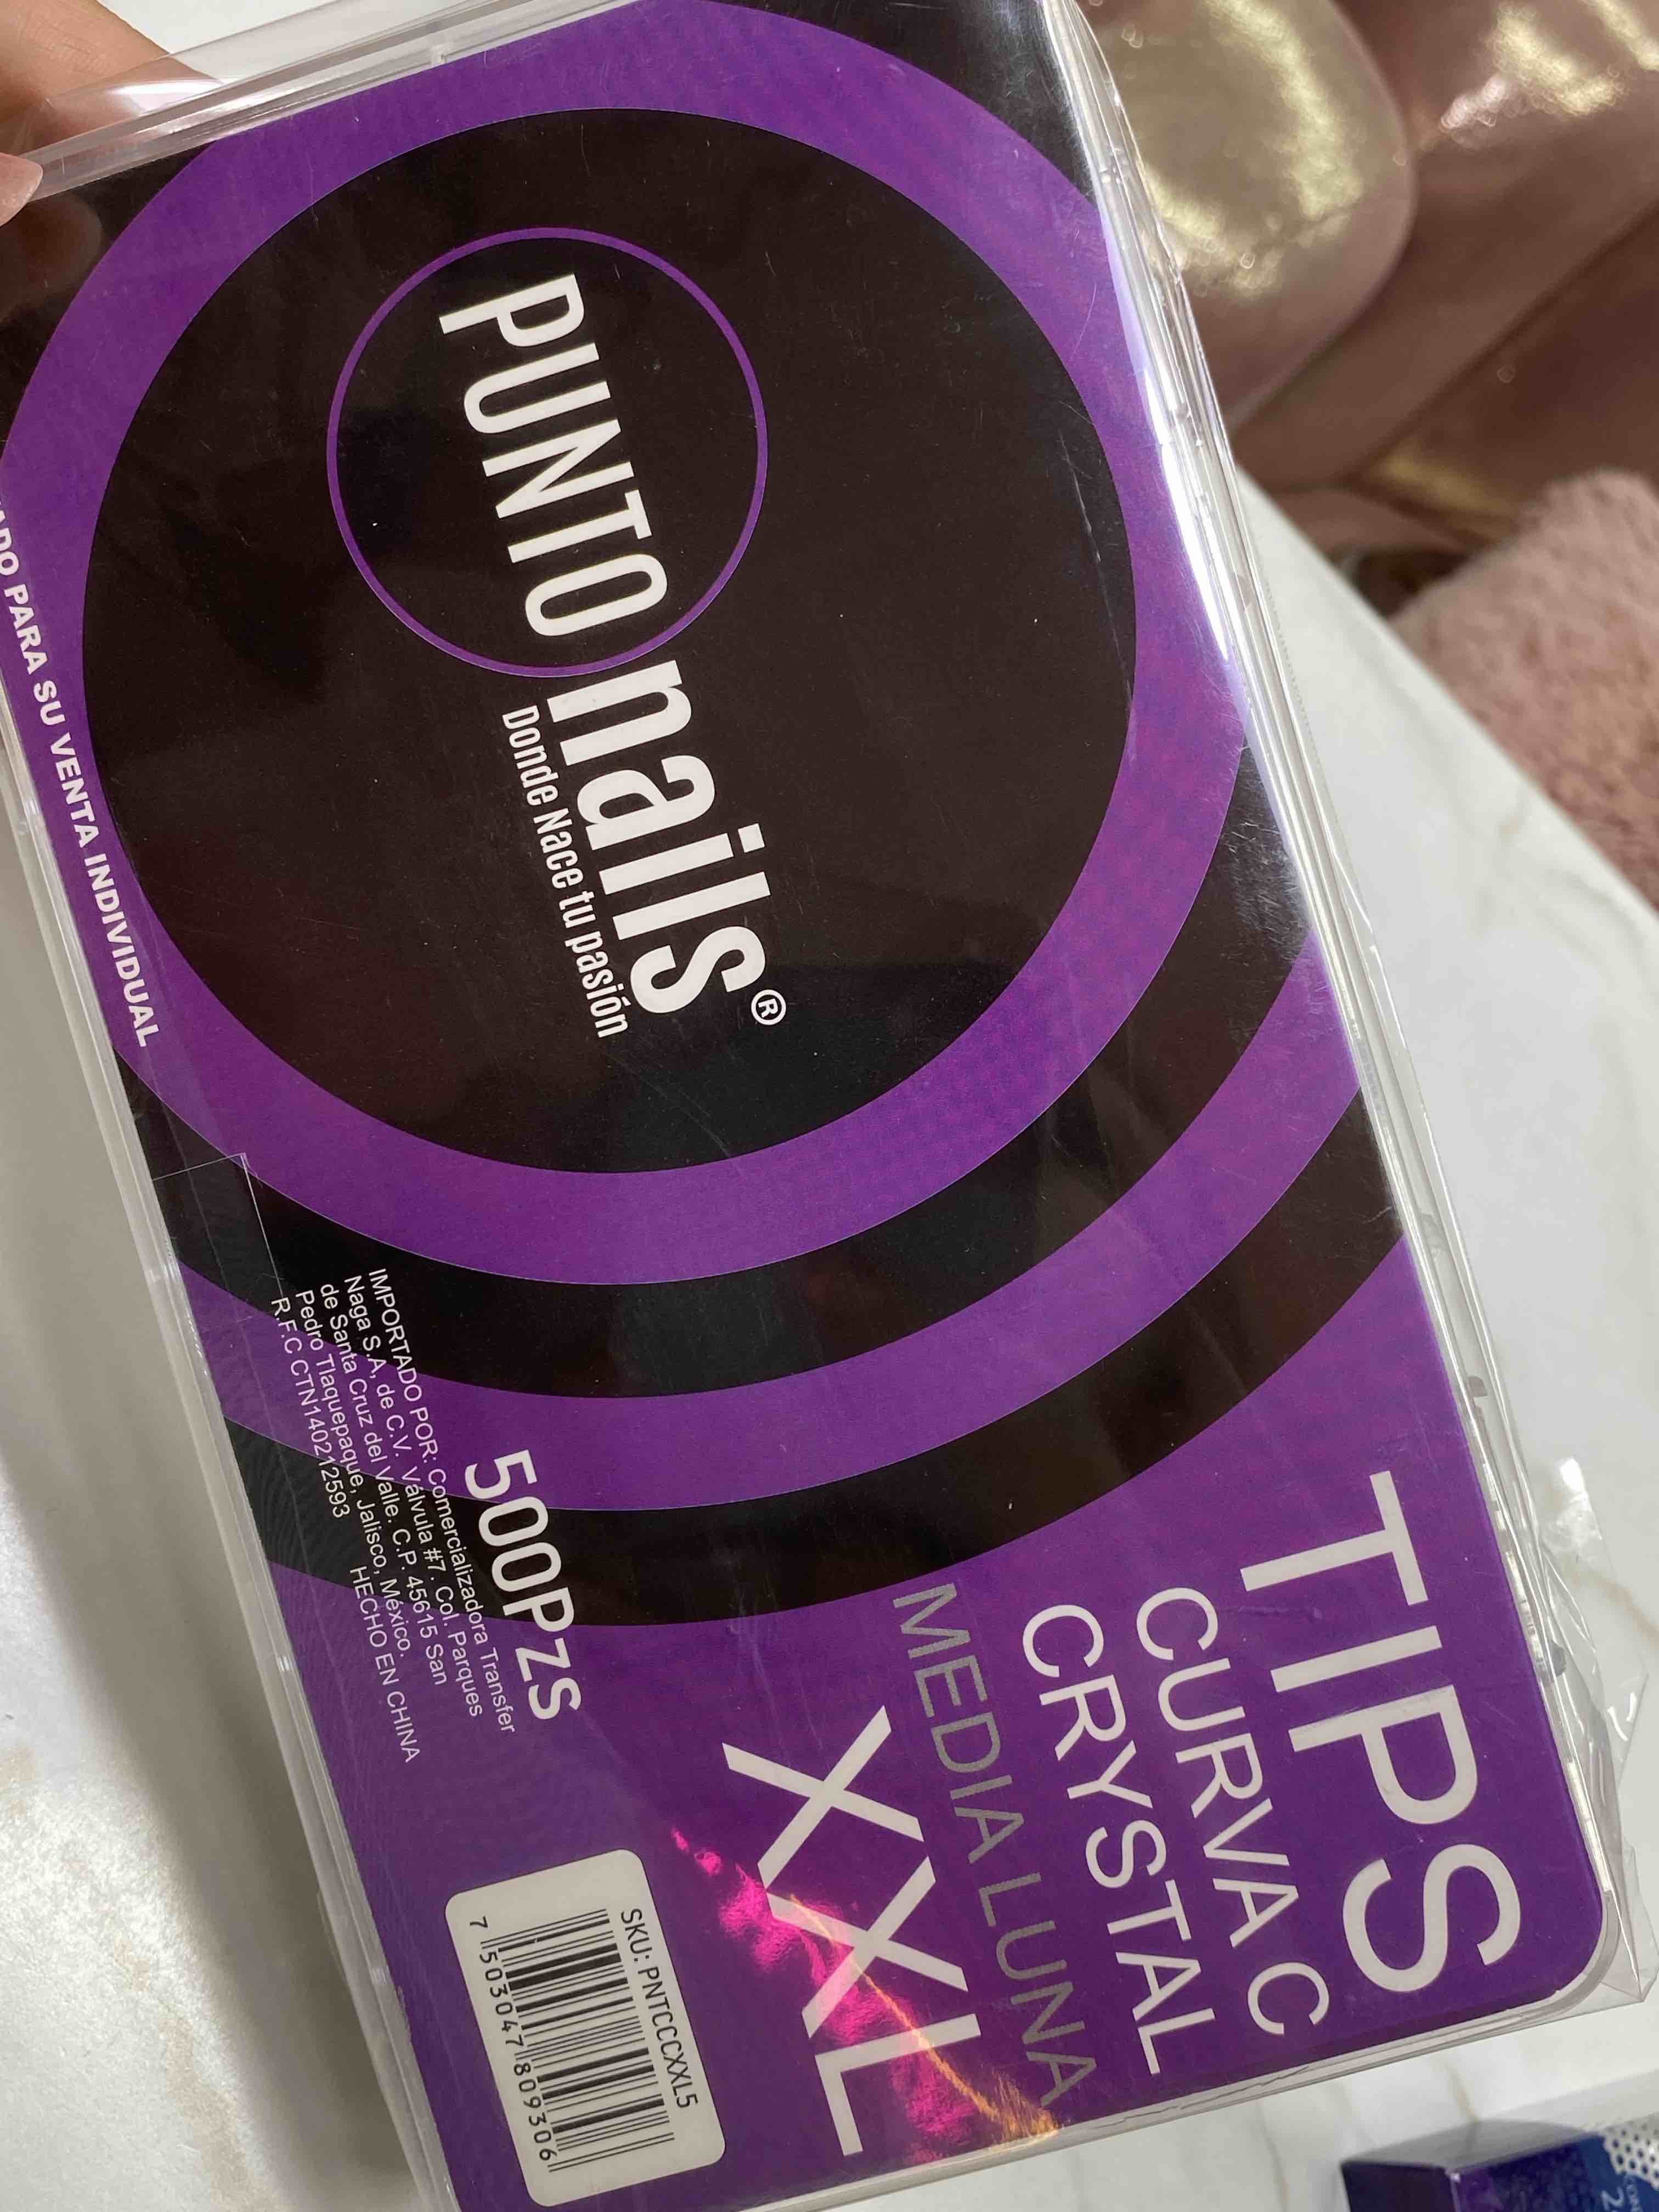 PUNTO nails®
Donde Nace tu pasión
PARA SU VENTA INDIVIDUAL
TIPS
CURVA C
CRYSTAL
MEDIA LUNA
XXL
500PZS
IMPORTADO POR: Comercializadora Transfer
Naga S.A, de C.V. Válvula #7. Col. Parques
de Santa Cruz del Valle. C.P. 45615 San
Pedro Tlaquepaque, Jalisco, México.
R.F.C CTN140212593 HECHO EN CHINA
SKU: PNTCCCXXL5
7 503047 809306